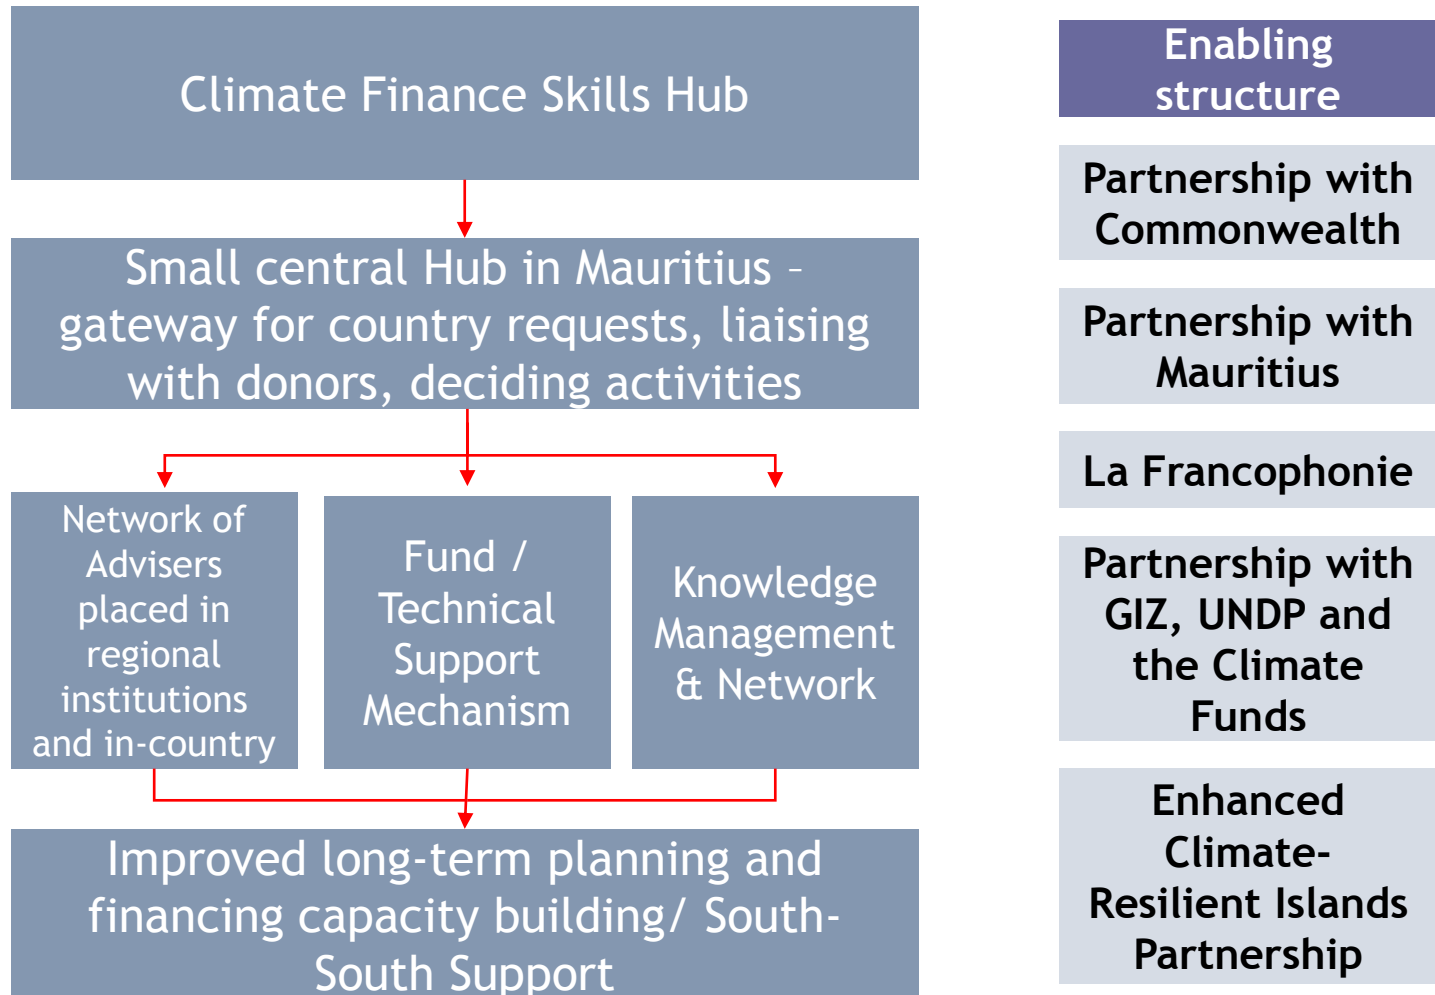 Climate Finance Skills Hub
Small central Hub in Mauritius –
gateway for country requests, liaising
with donors, deciding activities
Network of
Advisers
placed in
regional
institutions
and in-country
Fund /
Technical
Support
Mechanism
Knowledge
Management
& Network
Improved long-term planning and
financing capacity building/ South-
South Support
Enabling
structure
Partnership with
Commonwealth
Partnership with
Mauritius
La Francophonie
Partnership with
GIZ, UNDP and
the Climate
Funds
Enhanced
Climate-
Resilient Islands
Partnership